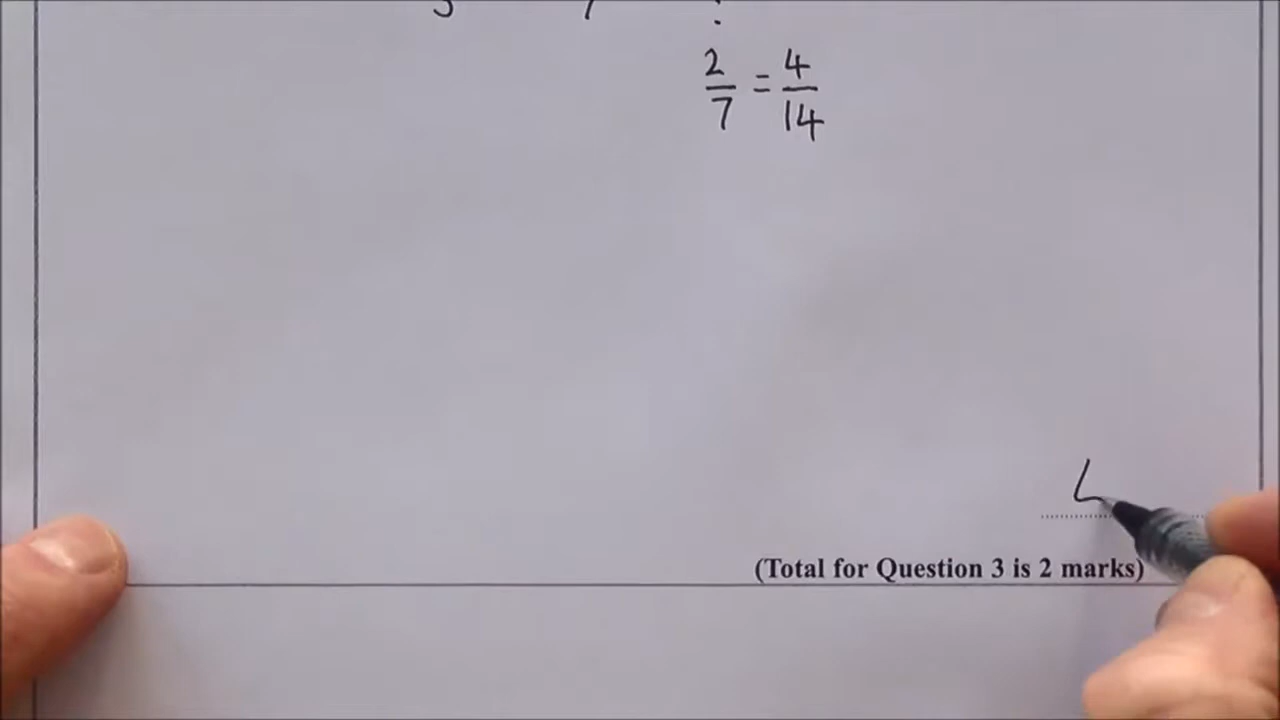 2/7 = 4/14
(Total for Question 3 is 2 marks)